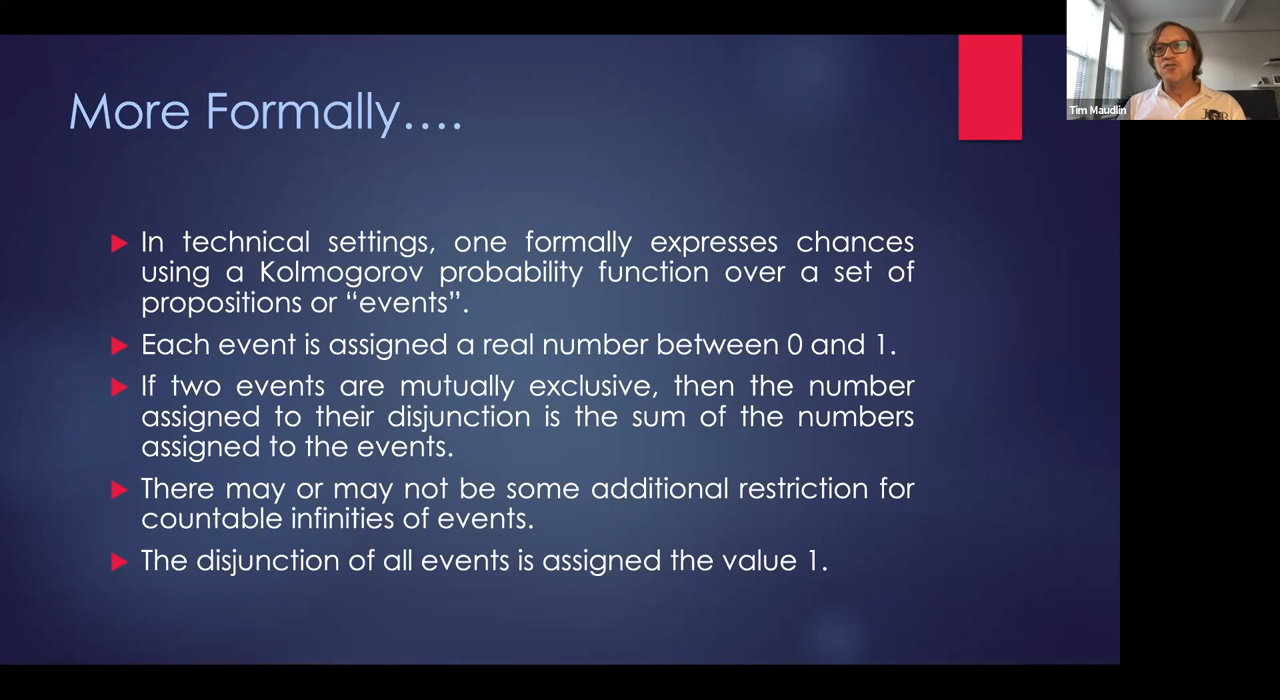 More Formally....
In technical settings, one formally expresses chances
using a Kolmogorov probability function over a set of
propositions or “events”.
Each event is assigned a real number between 0 and 1.
If two events are mutually exclusive, then the number
assigned to their disjunction is the sum of the numbers
assigned to the events.
There may or may not be some additional restriction for
countable infinities of events.
The disjunction of all events is assigned the value 1.
Tim Maudlin